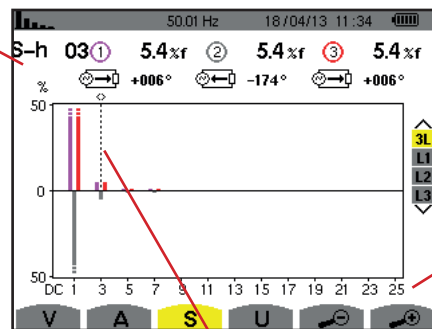 50.01 Hz 18/04/13 11:34
S-h 03 1 5.4%f 2 5.4%f 3 5.4%f
+006° -174° +006°
%
50
3L
L1
L2
L3
0
50
DC 1 3 5 7 9 11 13 15 17 19 21 23 25
V A S U